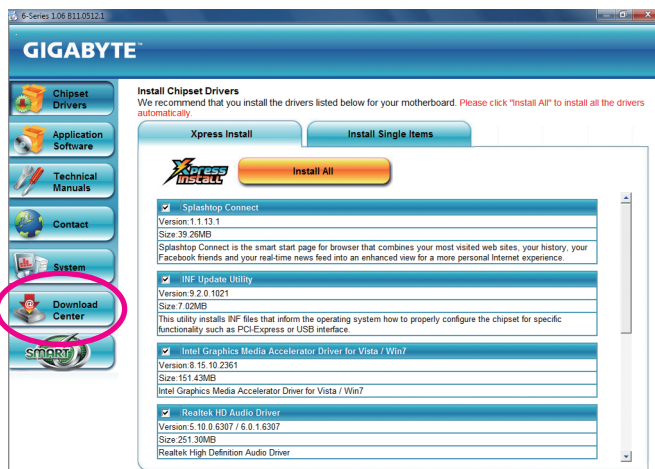 6-Series 1.06 B11.0512.1
GIGABYTE™
Chipset
Drivers
Application
Software
Technical
Manuals
Contact
System
Download
Center
SMART
Install Chipset Drivers
We recommend that you install the drivers listed below for your motherboard. Please click "Install All" to install all the drivers
automatically.
Xpress Install
Install Single Items
Xpress
Install
Install All
Splashtop Connect
Version:1.1.13.1
Size:39.26MB
Splashtop Connect is the smart start page for browser that combines your most visited web sites, your history, your
Facebook friends and your real-time news feed into an enhanced view for a more personal Internet experience.
INF Update Utility
Version:9.2.0.1021
Size:7.02MB
This utility installs INF files that inform the operating system how to properly configure the chipset for specific
functionality such as PCI-Express or USB interface.
Intel Graphics Media Accelerator Driver for Vista / Win7
Version:8.15.10.2361
Size:151.43MB
Intel Graphics Media Accelerator Driver for Vista / Win7
Realtek HD Audio Driver
Version:5.10.0.6307 / 6.0.1.6307
Size:251.30MB
Realtek High Definition Audio Driver